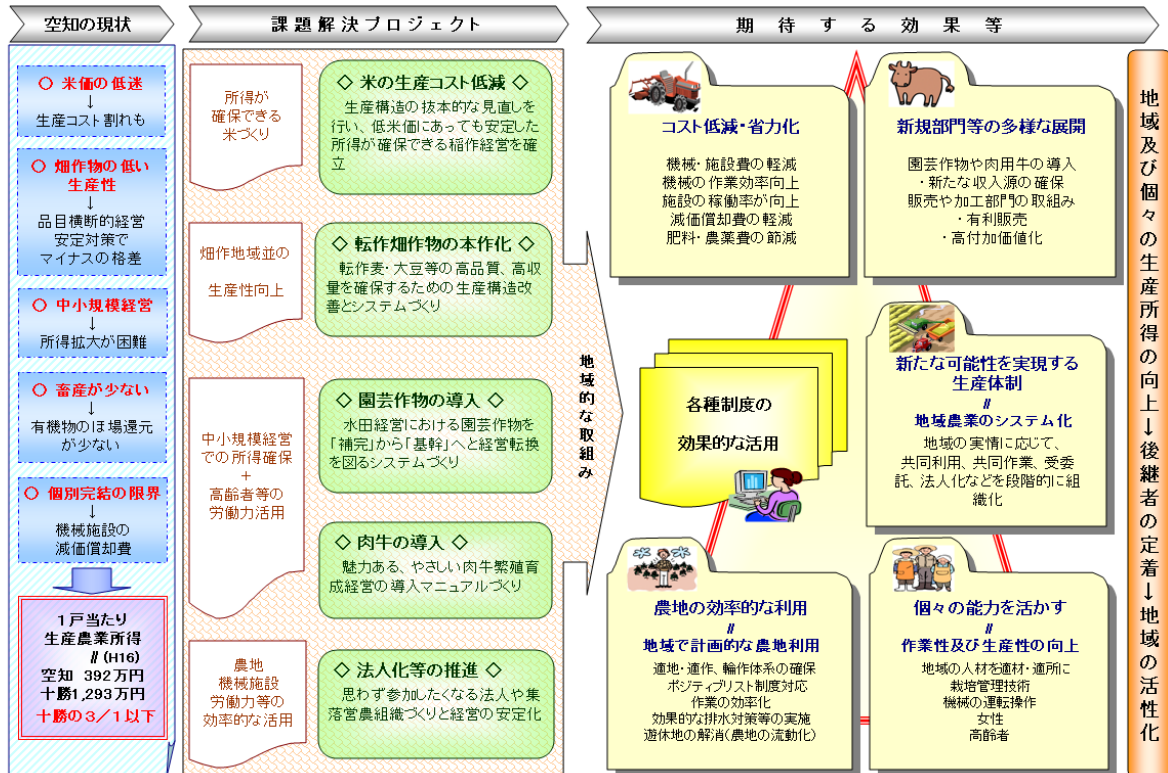 空知の現状
○ 米価の低迷
↓
生産コスト割れも
○ 畑作物の低い
生産性
↓
品目横断的経営
安定対策で
マイナスの格差
○ 中小規模経営
↓
所得拡大が困難
○ 畜産が少ない
↓
有機物のほ場還元
が少ない
○ 個別完結の限界
↓
機械施設の
減価償却費
1戸当たり
生産農業所得
〃(H16)
空知 392万円
十勝1,293万円
十勝の3/1以下
課題解決プロジェクト
所得が
確保できる
米づくり
◇ 米の生産コスト低減 ◇
生産構造の抜本的な見直しを
行い、低米価にあっても安定した
所得が確保できる稲作経営を確
立
畑作地域並の
生産性向上
◇ 転作畑作物の本作化 ◇
転作麦・大豆等の高品質、高収
量を確保するための生産構造改
善とシステムづくり
中小規模経営
での所得確保
+
高齢者等の
労働力活用
◇ 園芸作物の導入 ◇
水田経営における園芸作物を
「補完」から「基幹」へと経営転換
を図るシステムづくり
◇ 肉牛の導入 ◇
魅力ある、やさしい肉牛繁殖育
成経営の導入マニュアルづくり
農地
機械施設
労働力等の
効率的な活用
◇ 法人化等の推進 ◇
思わず参加したくなる法人や集
落営農組織づくりと経営の安定化
地域的な取組み
期待する効果等
コスト低減・省力化
機械・施設費の軽減
機械の作業効率向上
施設の稼働率が向上
減価償却費の軽減
肥料・農薬費の節減
新規部門等の多様な展開
園芸作物や肉用牛の導入
・新たな収入源の確保
販売や加工部門の取組み
・有利販売
・高付加価値化
各種制度の
効果的な活用
新たな可能性を実現する
生産体制
〃
地域農業のシステム化
地域の実情に応じて、
共同利用、共同作業、受委
託、法人化などを段階的に組
織化
農地の効率的な利用
〃
地域で計画的な農地利用
適地・適作、輪作体系の確保
ポジティブリスト制度対応
作業の効率化
効果的な排水対策等の実施
遊休地の解消(農地の流動化)
個々の能力を活かす
〃
作業性及び生産性の向上
地域の人材を適材・適所に
栽培管理技術
機械の運転操作
女性
高齢者
地域及び個々の生産所得の向上→後継者の定着→地域の活性化